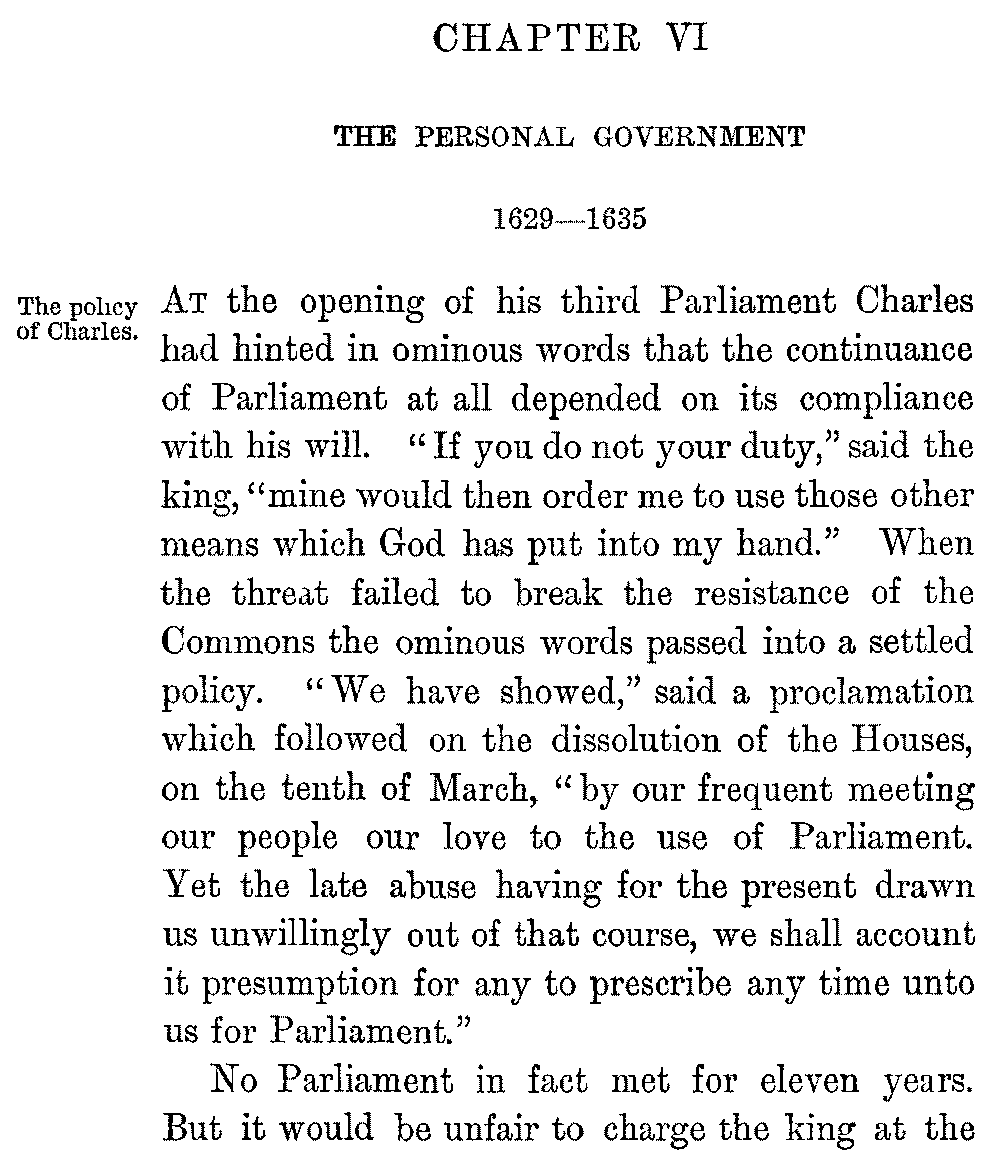 CHAPTER VI
THE PERSONAL GOVERNMENT
1629—1635
The policy
of Charles.
AT the opening of his third Parliament Charles
had hinted in ominous words that the continuance
of Parliament at all depended on its compliance
with his will. “If you do not your duty,” said the
king, “mine would then order me to use those other
means which God has put into my hand.” When
the threat failed to break the resistance of the
Commons the ominous words passed into a settled
policy. “We have showed,” said a proclamation
which followed on the dissolution of the Houses,
on the tenth of March, “by our frequent meeting
our people our love to the use of Parliament.
Yet the late abuse having for the present drawn
us unwillingly out of that course, we shall account
it presumption for any to prescribe any time unto
us for Parliament.”
No Parliament in fact met for eleven years.
But it would be unfair to charge the king at the